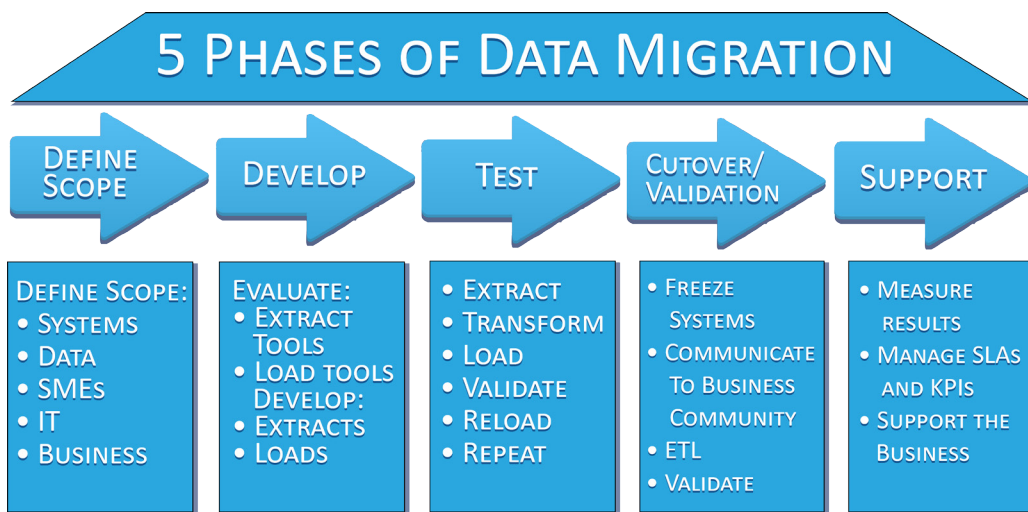 5 Phases of Data Migration
Define
Scope
Develop
Test
Cutover/
Validation
Support
Define Scope:
• Systems
• Data
• SMEs
• IT
• Business
Evaluate:
• Extract
Tools
• Load tools
Develop:
• Extracts
• Loads
• Extract
• Transform
• Load
• Validate
• Reload
• Repeat
• Freeze
Systems
• Communicate
to Business
Community
• ETL
• Validate
• Measure
results
• Manage SLAs
and KPIs
• Support the
Business